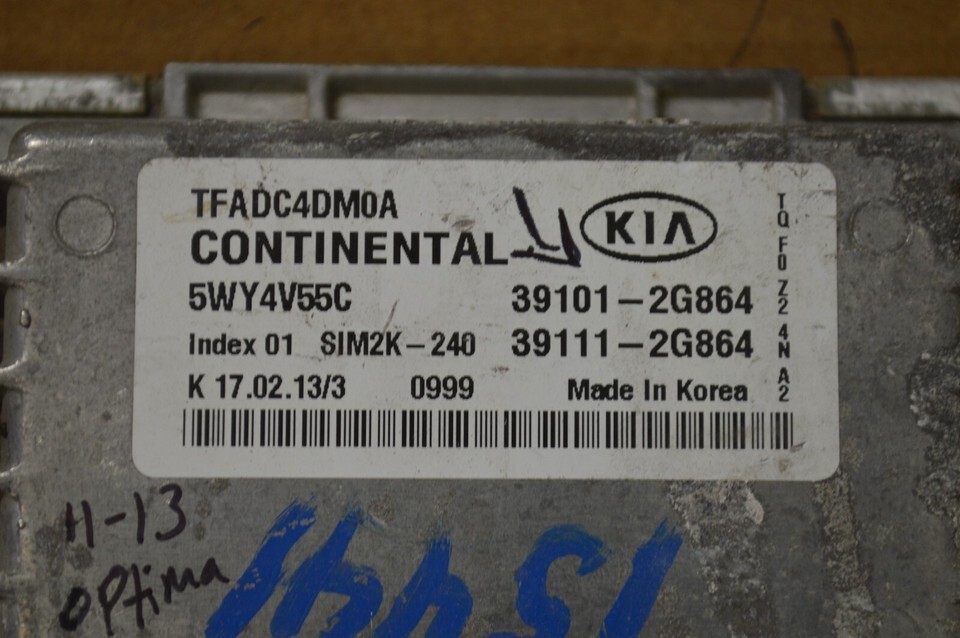 TFADC4DM0A
CONTINENTAL KIA
5WY4V55C 39101-2G864
Index 01 SIM2K-240 39111-2G864
K 17.02.13/3 0999 Made In Korea
TQ F0 Z2 4N A2
11-13
OPtima